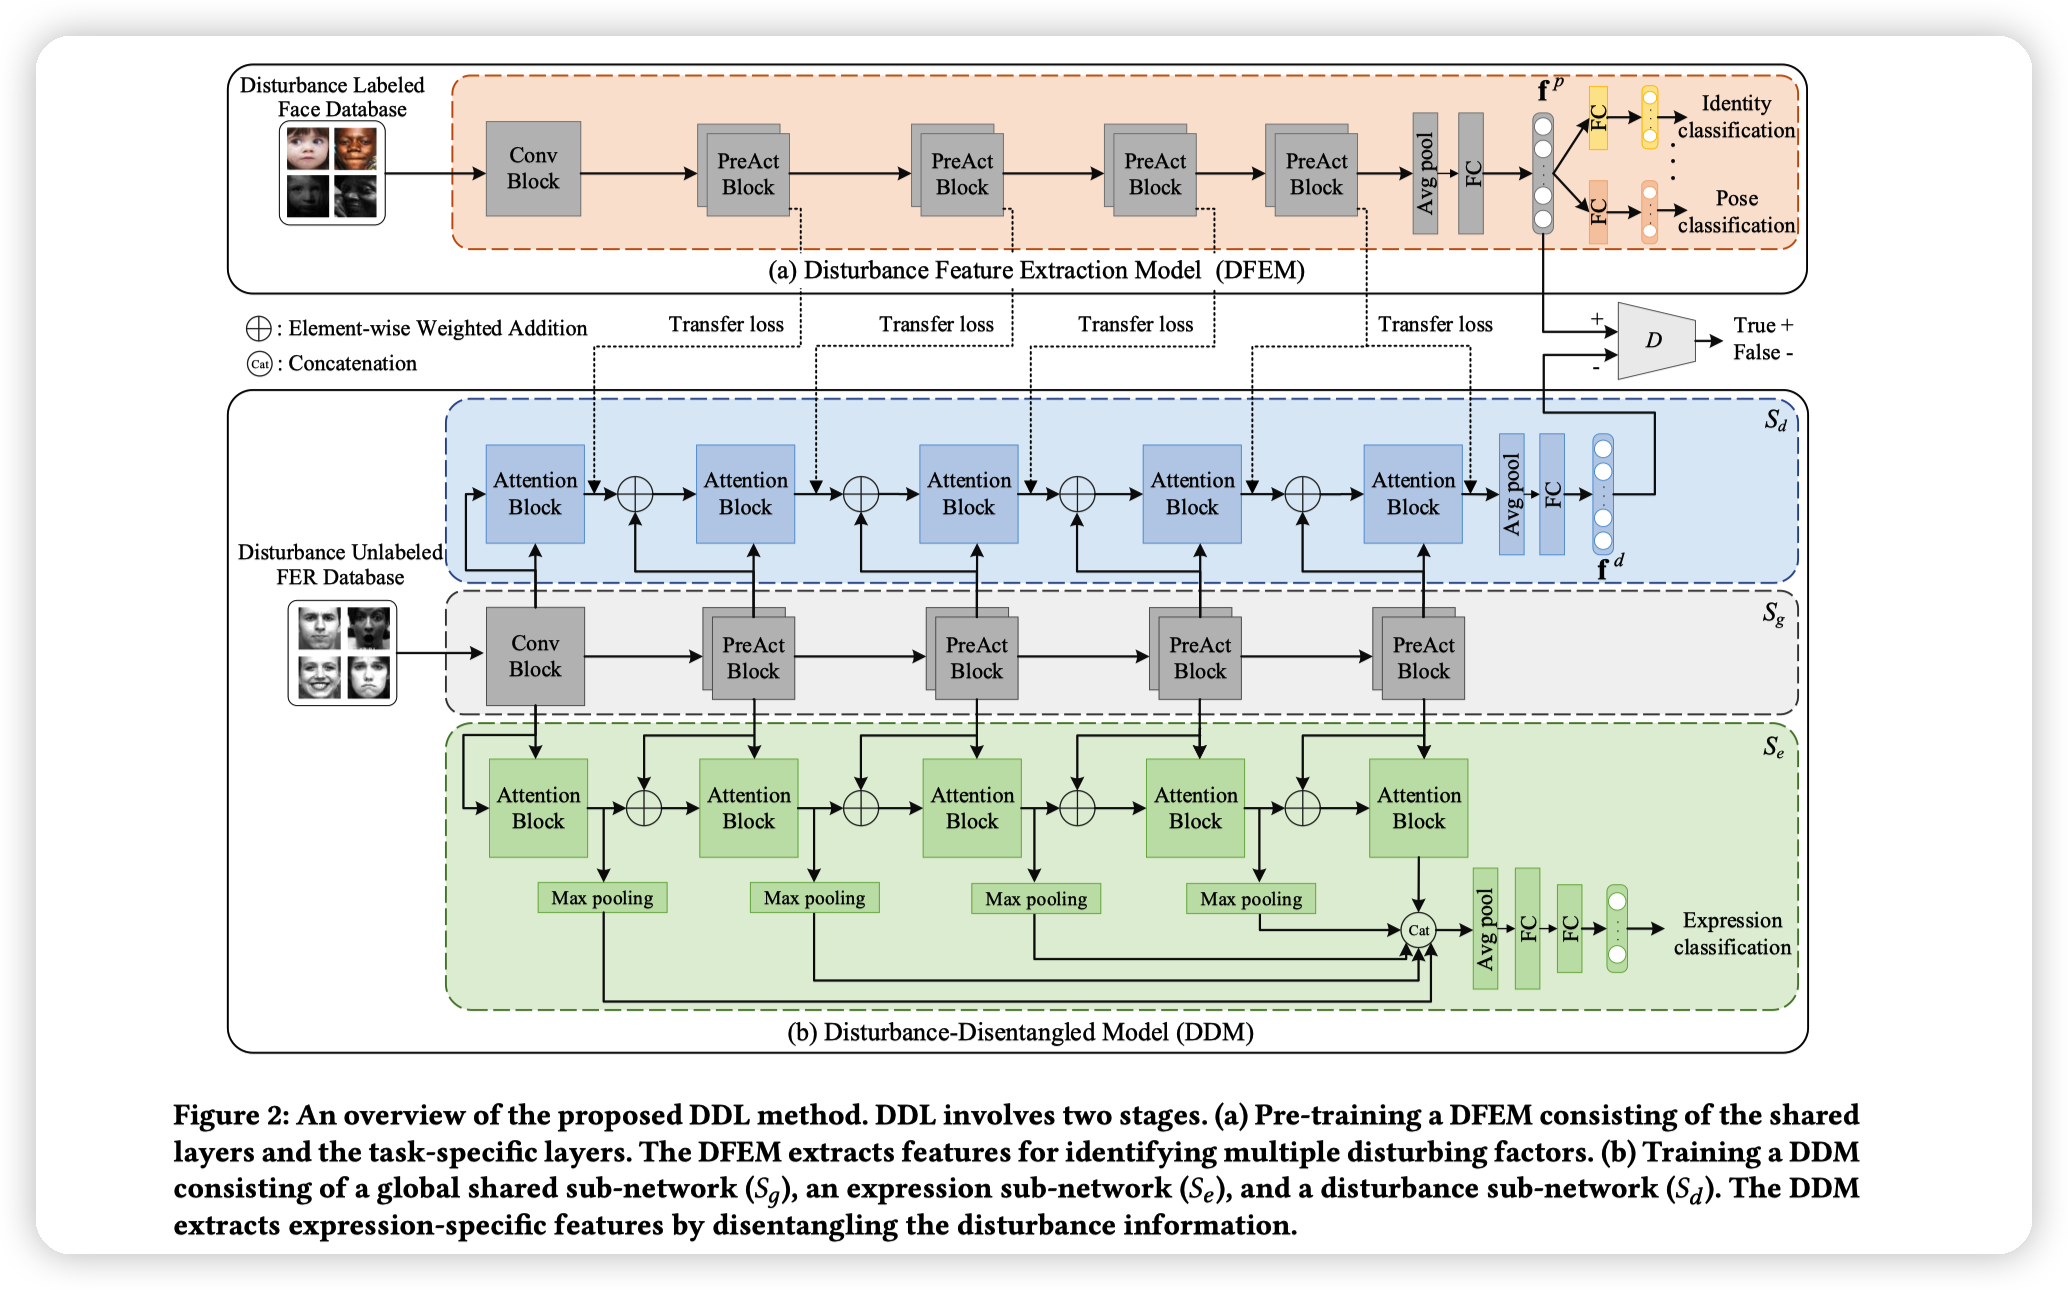 Disturbance Labeled
Face Database
Conv
Block
PreAct
Block
PreAct
Block
PreAct
Block
PreAct
Block
Avg pool
FC
f p
FC
Identity
classification
FC
Pose
classification
(a) Disturbance Feature Extraction Model (DFEM)
⊕ : Element-wise Weighted Addition
Cat : Concatenation
Transfer loss
Transfer loss
Transfer loss
Transfer loss
+
-
D
True +
False -
S_d
Attention
Block
Attention
Block
Attention
Block
Attention
Block
Attention
Block
Avg pool
FC
f d
Disturbance Unlabeled
FER Database
S_g
Conv
Block
PreAct
Block
PreAct
Block
PreAct
Block
PreAct
Block
S_e
Attention
Block
Attention
Block
Attention
Block
Attention
Block
Attention
Block
Max pooling
Max pooling
Max pooling
Max pooling
Cat
Avg pool
FC
FC
Expression
classification
(b) Disturbance-Disentangled Model (DDM)
Figure 2: An overview of the proposed DDL method. DDL involves two stages. (a) Pre-training a DFEM consisting of the shared
layers and the task-specific layers. The DFEM extracts features for identifying multiple disturbing factors. (b) Training a DDM
consisting of a global shared sub-network (S_g), an expression sub-network (S_e), and a disturbance sub-network (S_d). The DDM
extracts expression-specific features by disentangling the disturbance information.